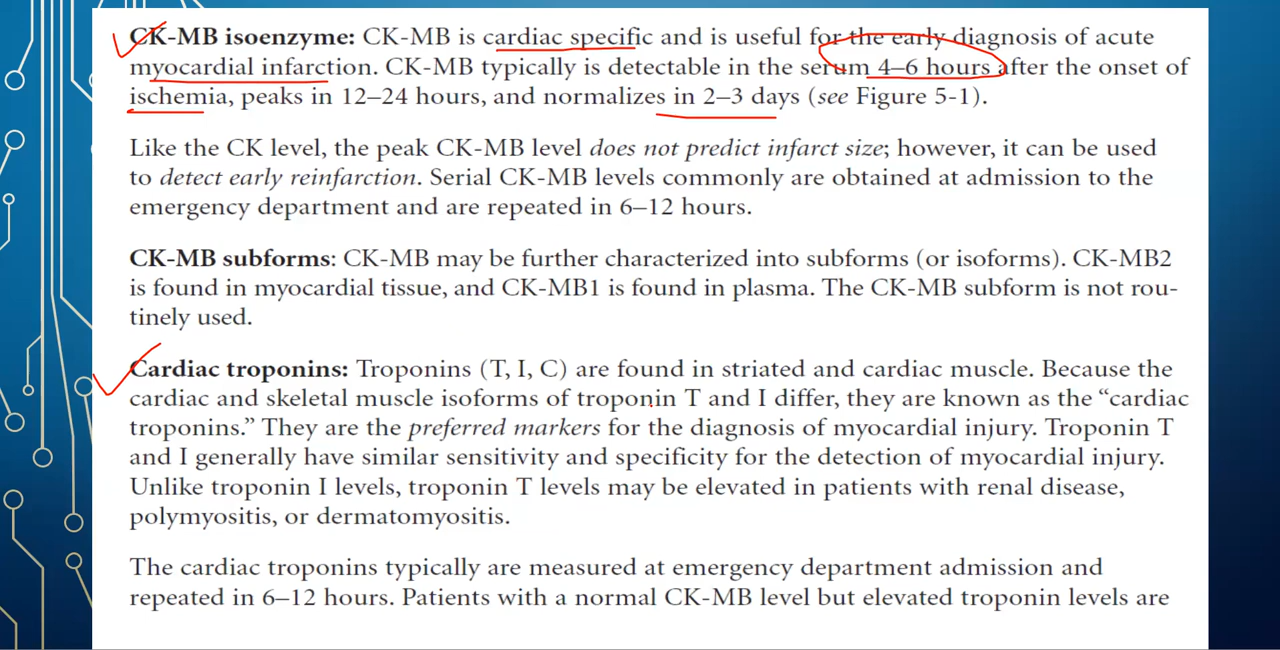 CK-MB isoenzyme: CK-MB is cardiac specific and is useful for the early diagnosis of acute
myocardial infarction. CK-MB typically is detectable in the serum 4–6 hours after the onset of
ischemia, peaks in 12–24 hours, and normalizes in 2–3 days (see Figure 5-1).
Like the CK level, the peak CK-MB level does not predict infarct size; however, it can be used
to detect early reinfarction. Serial CK-MB levels commonly are obtained at admission to the
emergency department and are repeated in 6–12 hours.
CK-MB subforms: CK-MB may be further characterized into subforms (or isoforms). CK-MB2
is found in myocardial tissue, and CK-MB1 is found in plasma. The CK-MB subform is not rou-
tinely used.
Cardiac troponins: Troponins (T, I, C) are found in striated and cardiac muscle. Because the
cardiac and skeletal muscle isoforms of troponin T and I differ, they are known as the “cardiac
troponins.” They are the preferred markers for the diagnosis of myocardial injury. Troponin T
and I generally have similar sensitivity and specificity for the detection of myocardial injury.
Unlike troponin I levels, troponin T levels may be elevated in patients with renal disease,
polymyositis, or dermatomyositis.
The cardiac troponins typically are measured at emergency department admission and
repeated in 6–12 hours. Patients with a normal CK-MB level but elevated troponin levels are